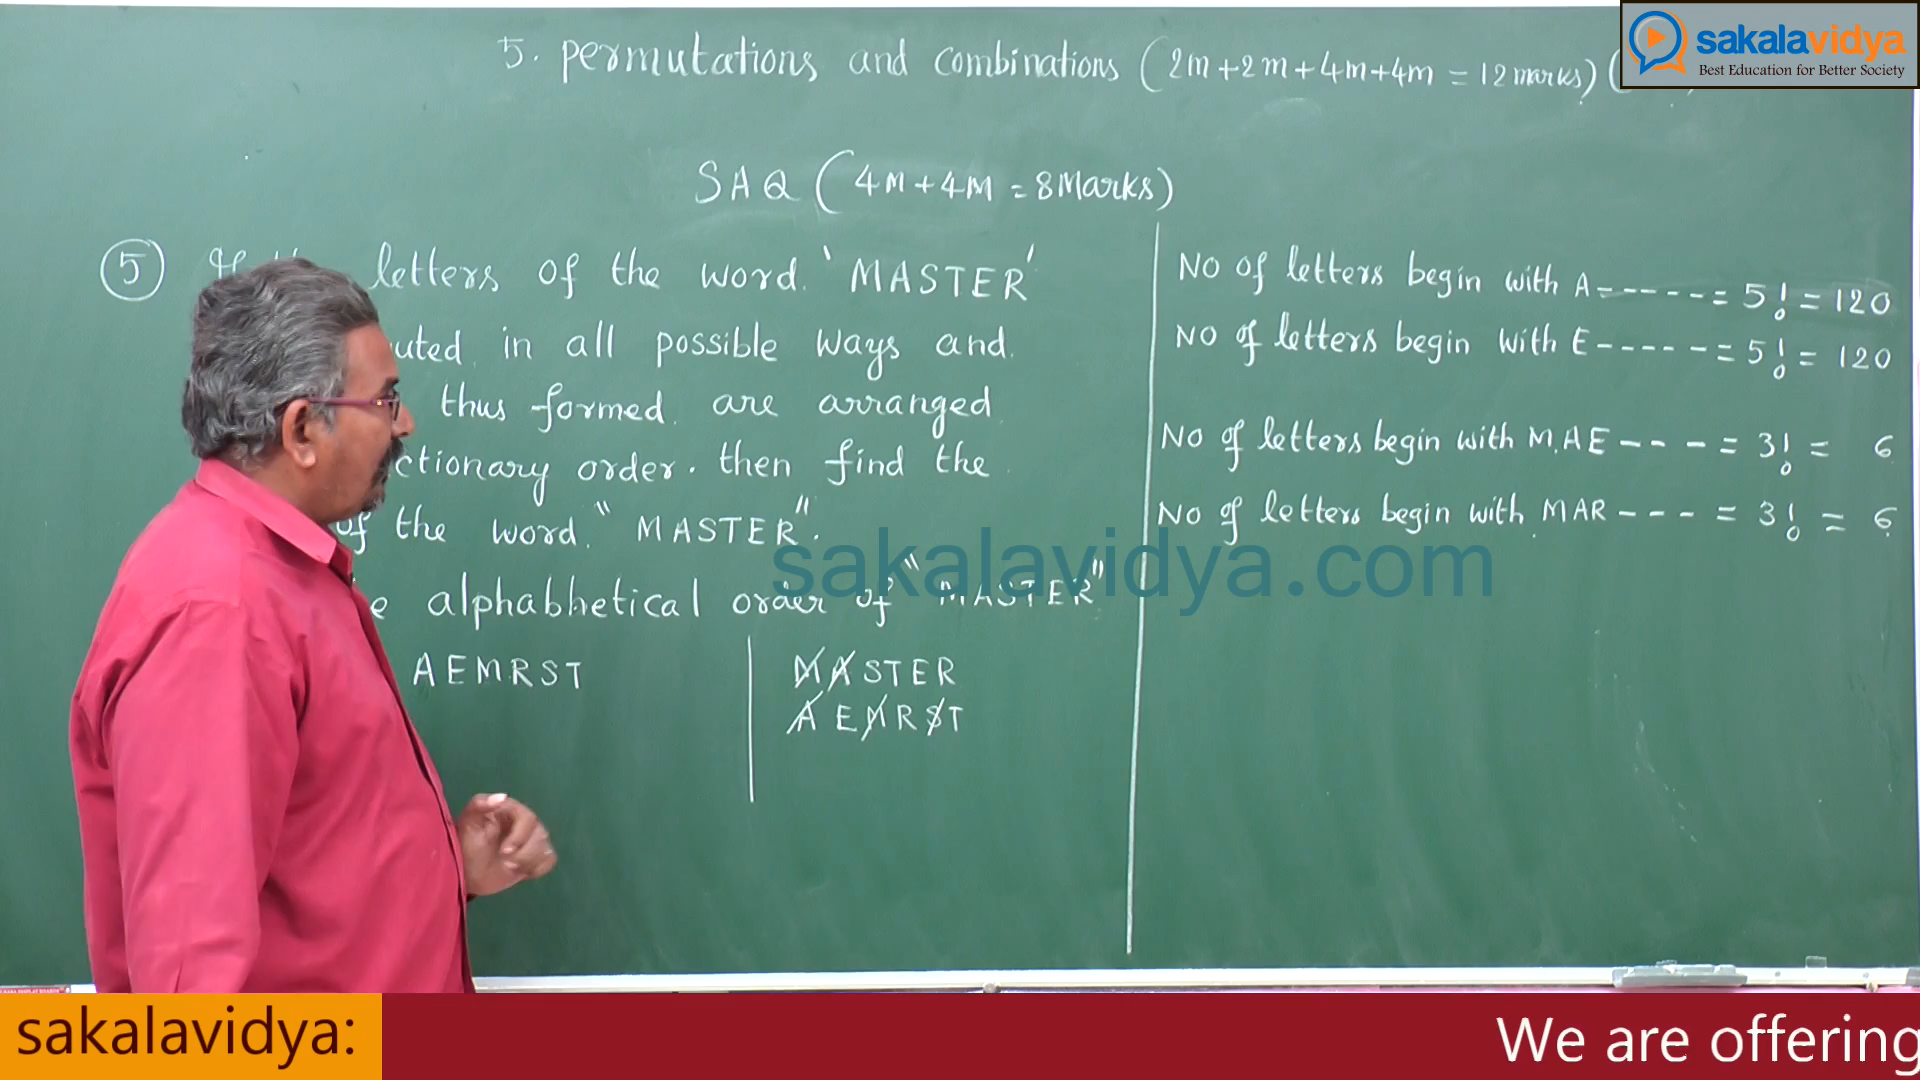 5. permutations and combinations (2m+2m+4m+4m = 12 marks) (
sakalavidya
Best Education for Better Society
SAQ (4M+4M = 8Marks)
5 If letters of the word 'MASTER'
uted in all possible ways and
thus formed are arranged
ctionary order. then find the
of the word "MASTER".
e alphabhetical order of "MASTER"
AEMRST
MASTER
AEMRST
NO of letters begin with A----- = 5! = 120
NO of letters begin with E----- = 5! = 120
NO of letters begin with M.AE--- = 3! = 6
NO of letters begin with MAR--- = 3! = 6
sakalavidya.com
sakalavidya:
We are offering